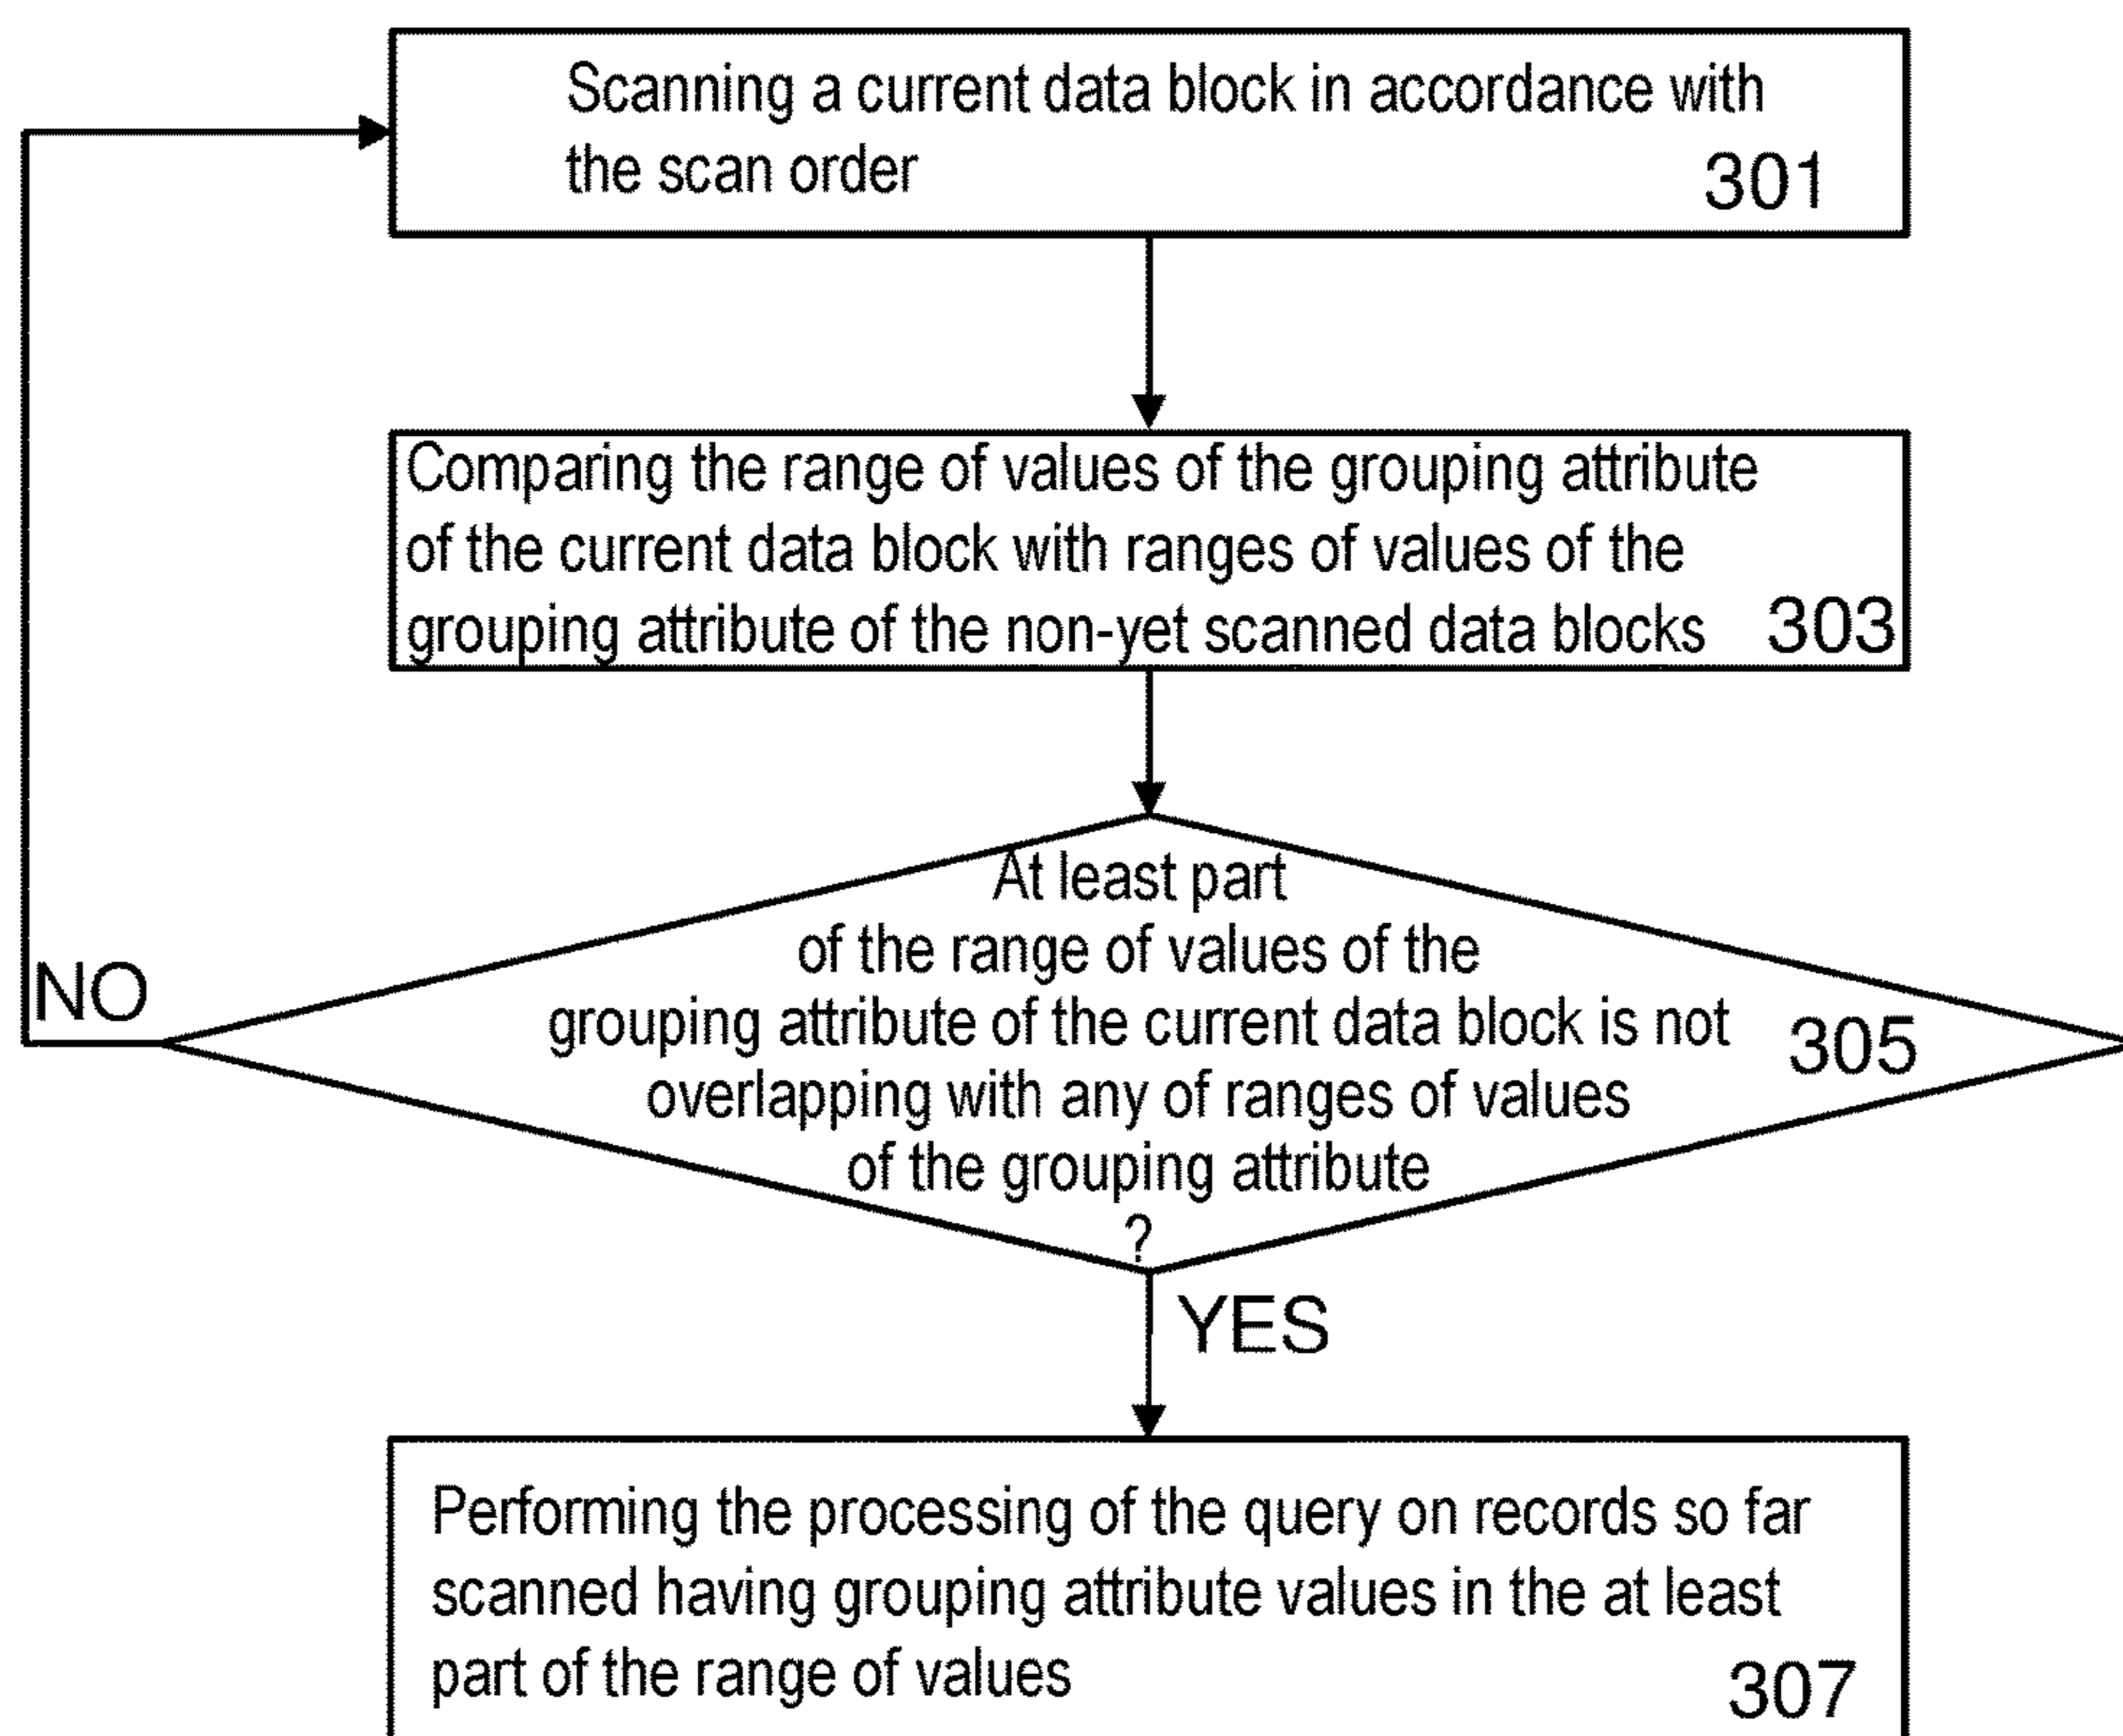 Scanning a current data block in accordance with
the scan order
301
Comparing the range of values of the grouping attribute
of the current data block with ranges of values of the
grouping attribute of the non-yet scanned data blocks 303
At least part
of the range of values of the
grouping attribute of the current data block is not 305
overlapping with any of ranges of values
of the grouping attribute
?
NO
YES
Performing the processing of the query on records so far
scanned having grouping attribute values in the at least
part of the range of values
307